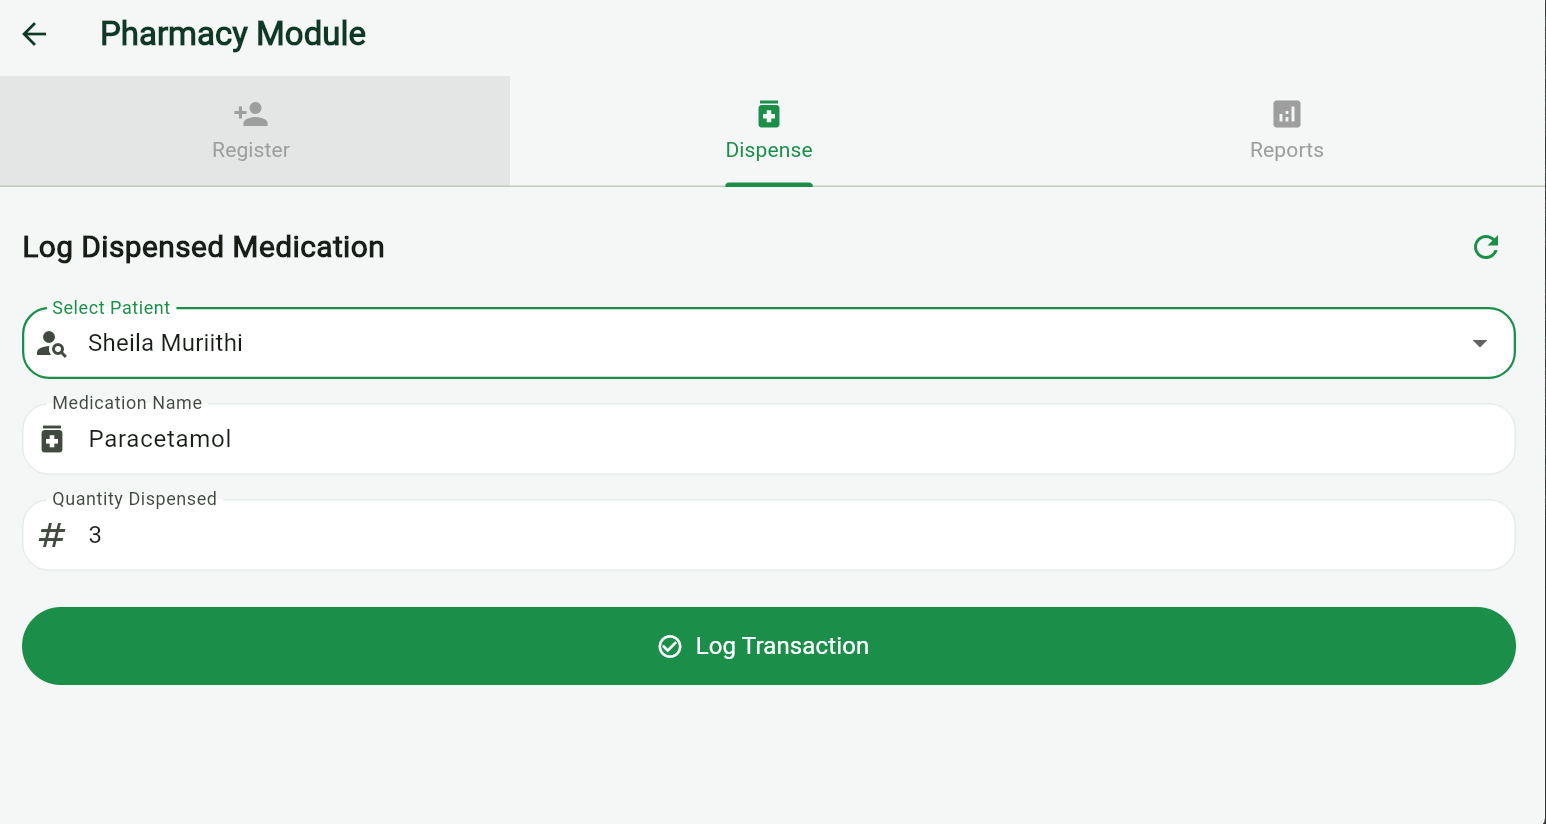 Pharmacy Module
Register
Dispense
Reports
Log Dispensed Medication
Select Patient
Sheila Muriithi
Medication Name
Paracetamol
Quantity Dispensed
# 3
Log Transaction